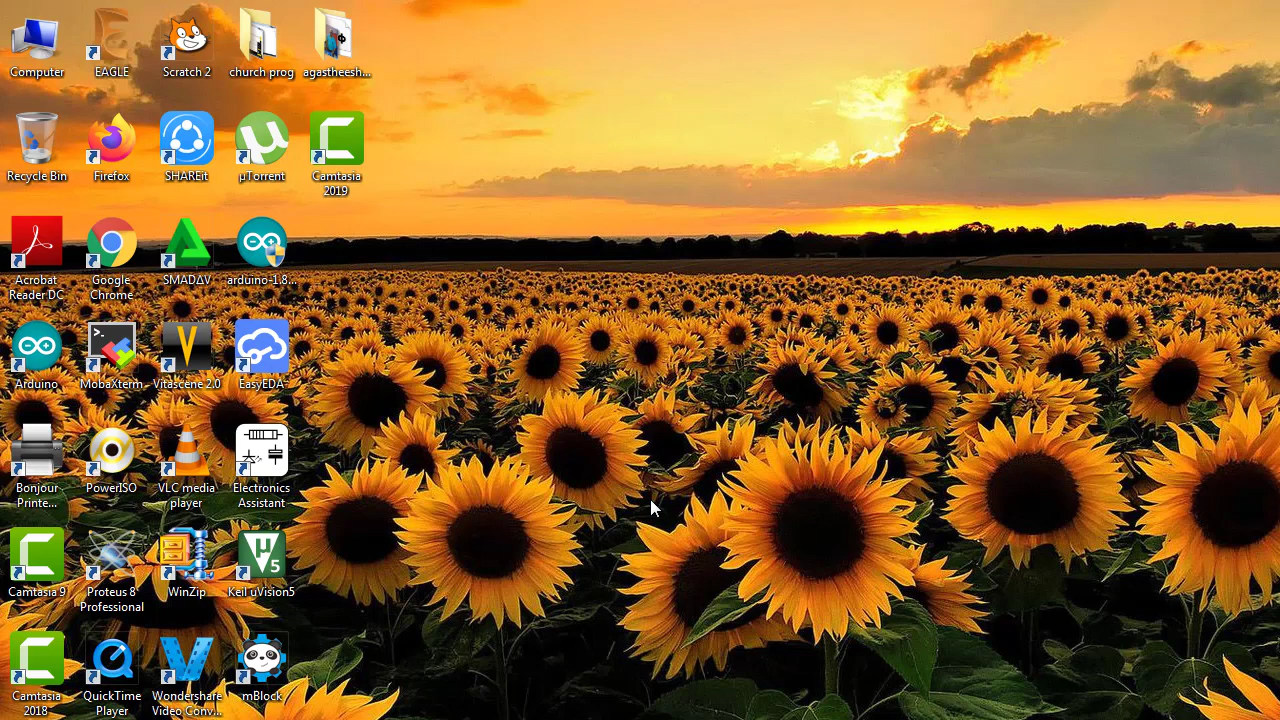 Computer
EAGLE
Scratch 2
church prog
agastheesh...
Recycle Bin
Firefox
SHAREit
µTorrent
Camtasia
2019
Acrobat
Reader DC
Google
Chrome
SMADΔV
arduino-1.8...
Arduino
MobaXterm
Vitascene 2.0
EasyEDA
Bonjour
Printe...
PowerISO
VLC media
player
Electronics
Assistant
Camtasia 9
Proteus 8
Professional
WinZip
Keil uVision5
Camtasia
2018
QuickTime
Player
Wondershare
Video Conv...
mBlock